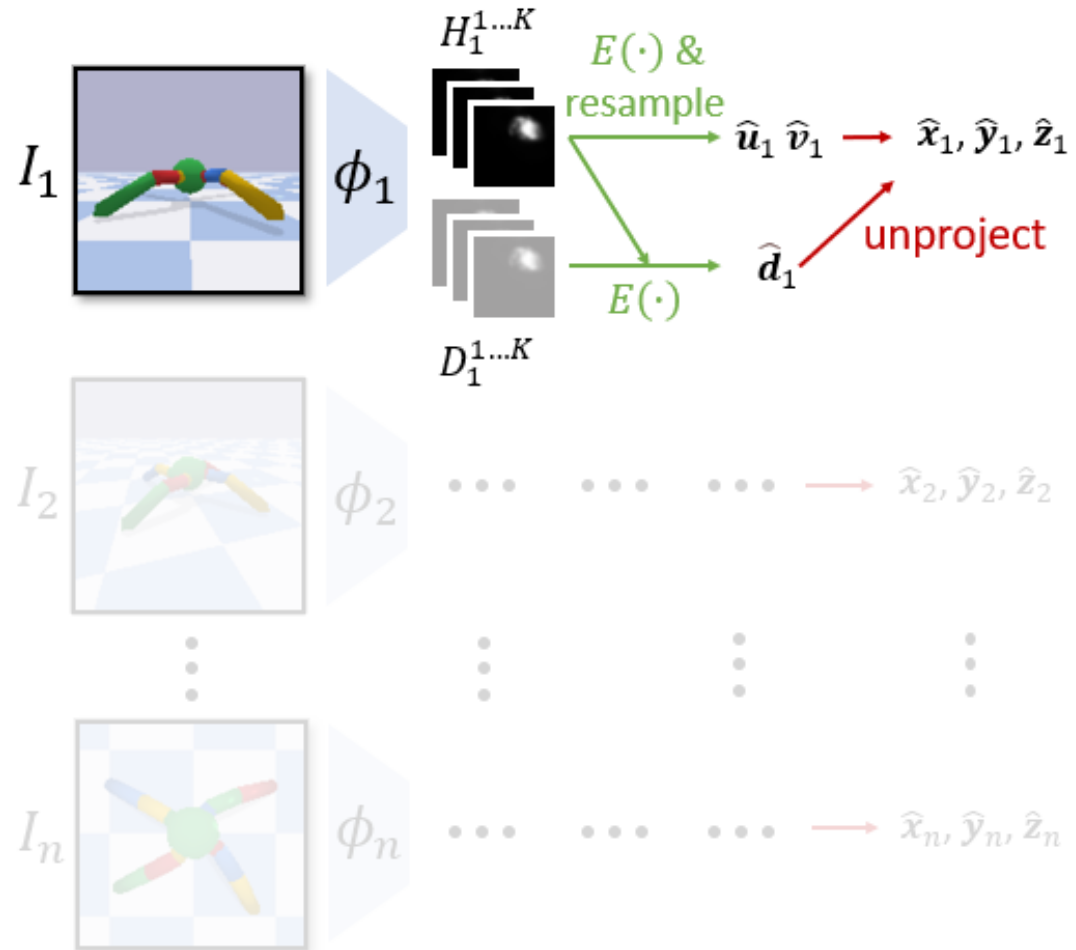 H_1^{1...K}
E(·) &
resample
I_1
ϕ_1
û_1 v̂_1
x̂_1, ŷ_1, ẑ_1
unproject
d̂_1
E(·)
D_1^{1...K}
I_2
ϕ_2
x̂_2, ŷ_2, ẑ_2
I_n
ϕ_n
x̂_n, ŷ_n, ẑ_n